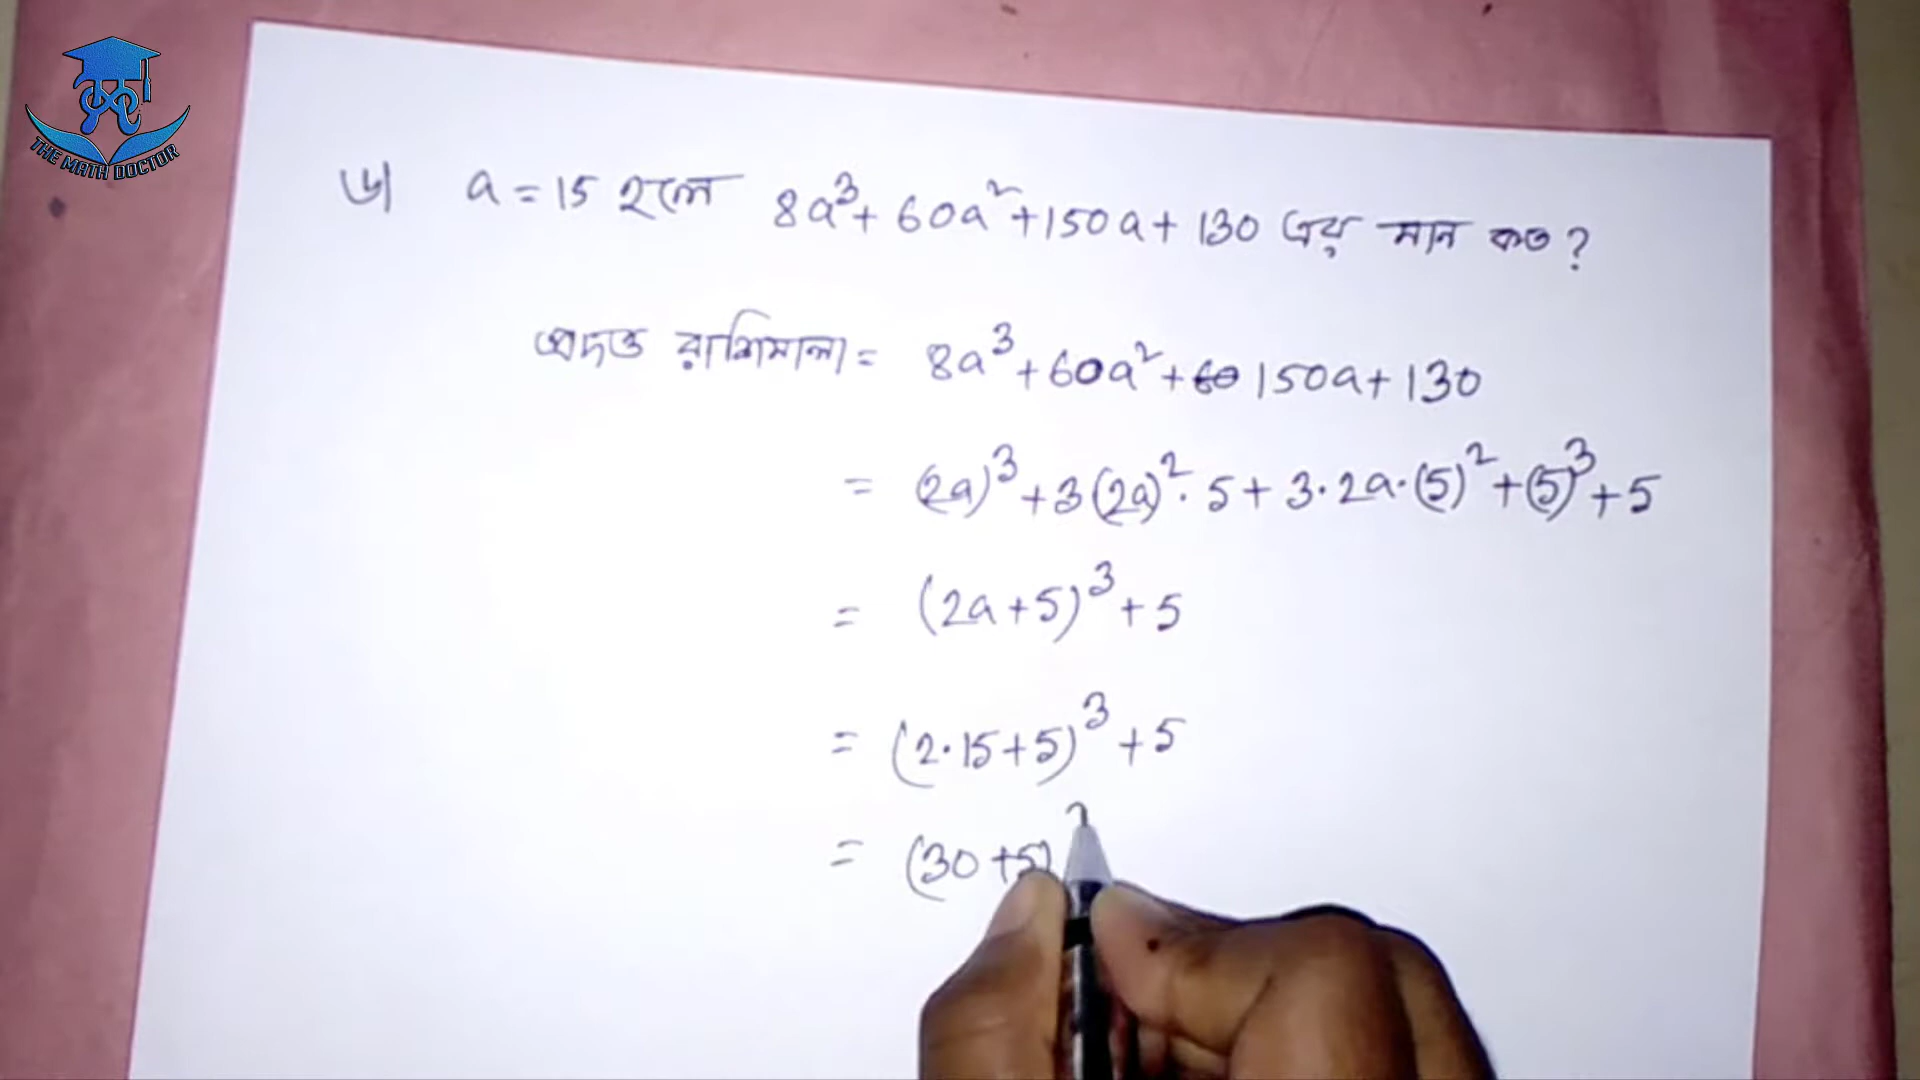 THE MATH DOCTOR
৬। a = 15 হলে 8a³ + 60a² + 150a + 130 এর মান কত?
প্রদত্ত রাশিমালা = 8a³ + 60a² + 60 150a + 130
= (2a)³ + 3(2a)² · 5 + 3 · 2a · (5)² + (5)³ + 5
= (2a + 5)³ + 5
= (2 · 15 + 5)³ + 5
= (30 + 5)